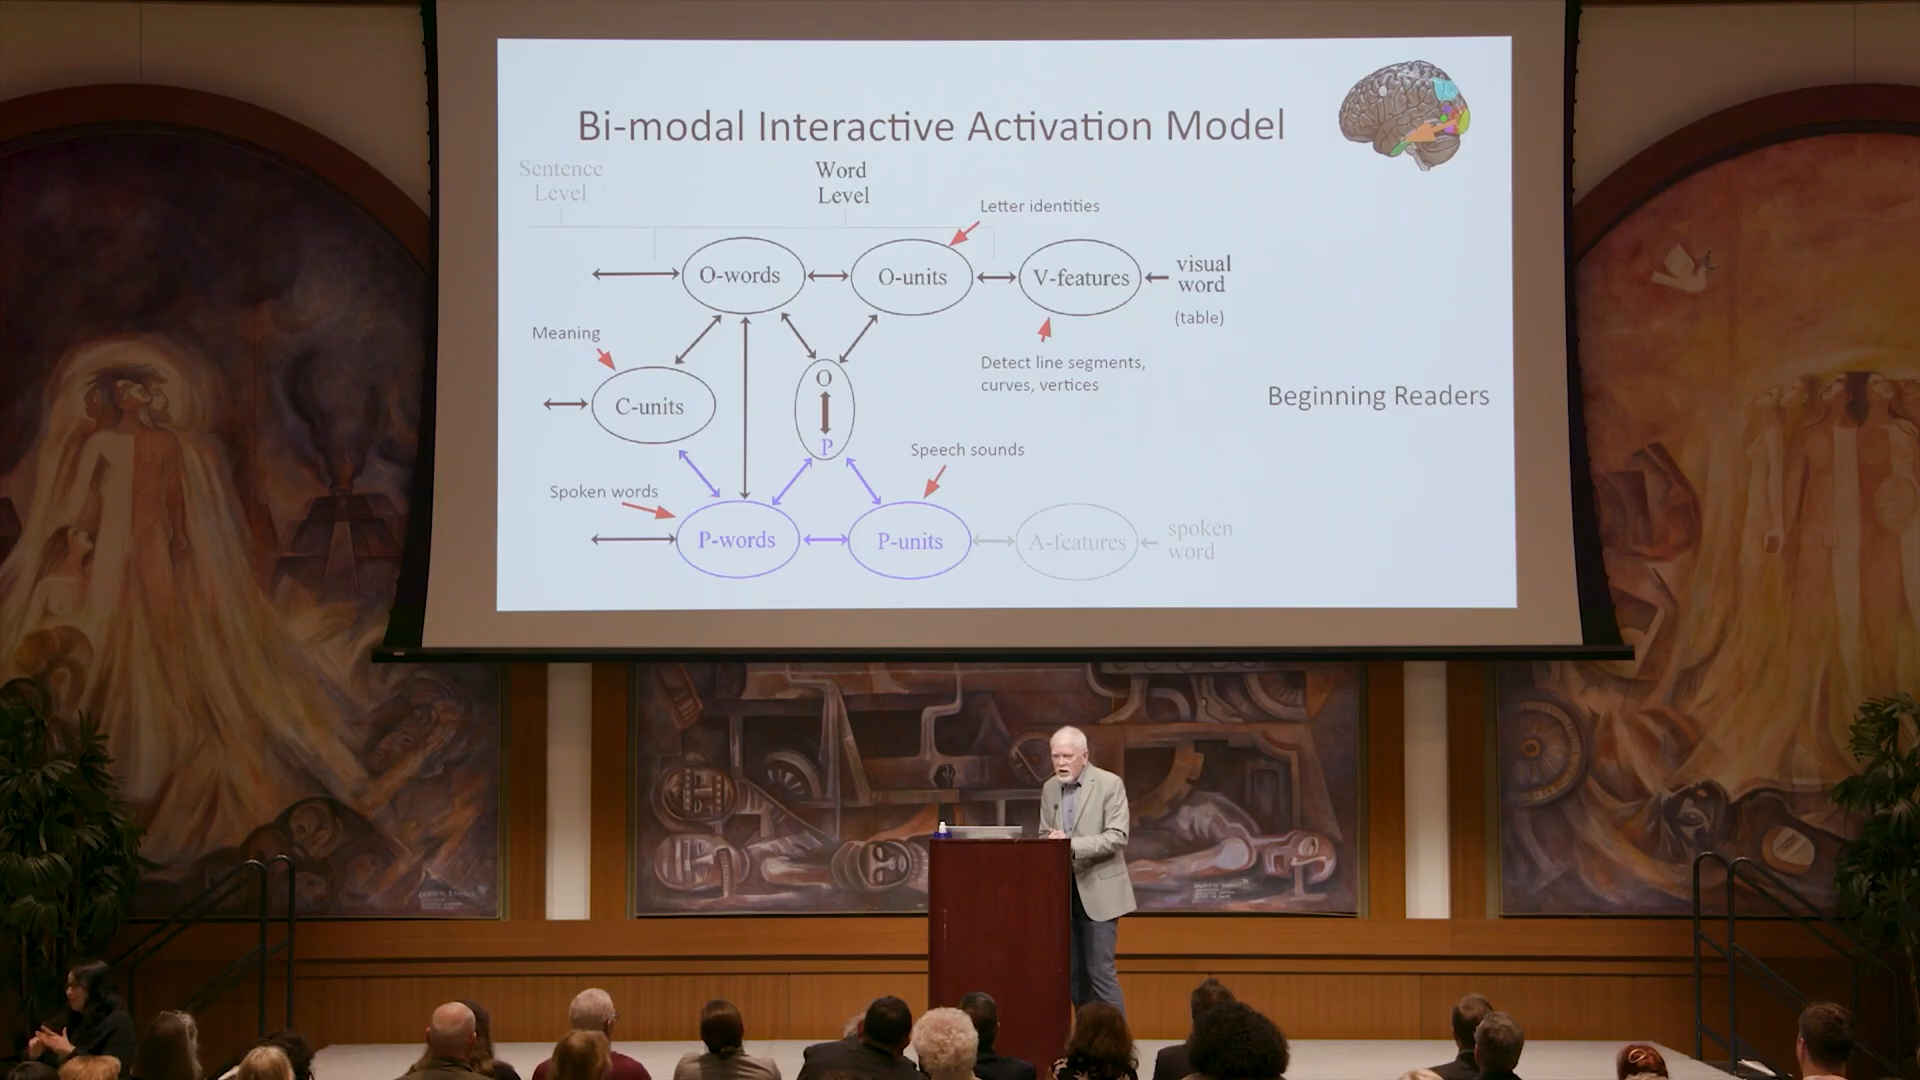 Bi-modal Interactive Activation Model
Sentence
Level
Word
Level
Letter identities
O-words
O-units
V-features
visual
word
(table)
Meaning
Detect line segments,
curves, vertices
C-units
O
P
Beginning Readers
Speech sounds
Spoken words
P-words
P-units
A-features
spoken
word